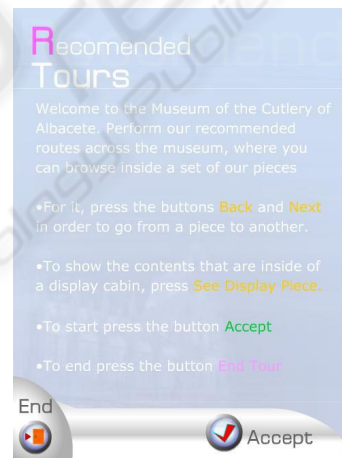 Recomended
Tours
Welcome to the Museum of the Cutlery of
Albacete. Perform our recommended
routes across the museum, where you
can browse inside a set of our pieces
•For it, press the buttons Back and Next
in order to go from a piece to another.
•To show the contents that are inside of
a display cabin, press See Display Piece.
•To start press the button Accept
•To end press the button End Tour
End
Accept